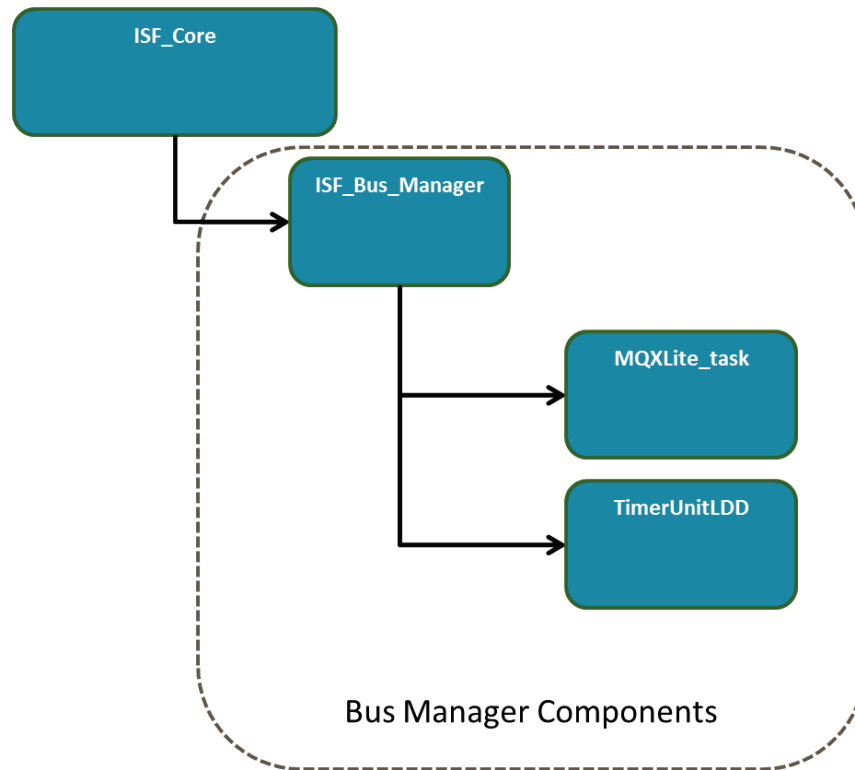 ISF_Core
ISF_Bus_Manager
MQXLite_task
TimerUnitLDD
Bus Manager Components